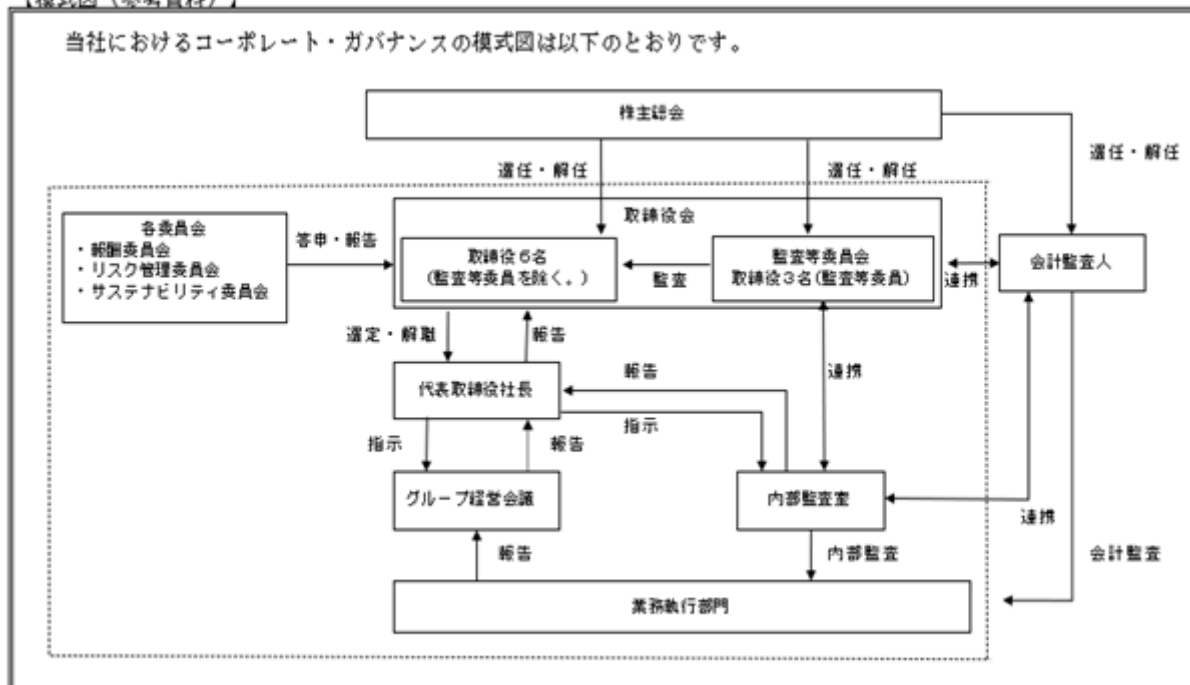 【模式図（参考資料）】
当社におけるコーポレート・ガバナンスの模式図は以下のとおりです。
株主総会
選任・解任
選任・解任
選任・解任
各委員会
・報酬委員会
・リスク管理委員会
・サステナビリティ委員会
答申・報告
取締役会
取締役６名
(監査等委員を除く。)
監査
監査等委員会
取締役３名(監査等委員)
連携
会計監査人
選定・解職
報告
代表取締役社長
報告
連携
指示
指示
報告
グループ経営会議
内部監査室
連携
報告
内部監査
会計監査
業務執行部門